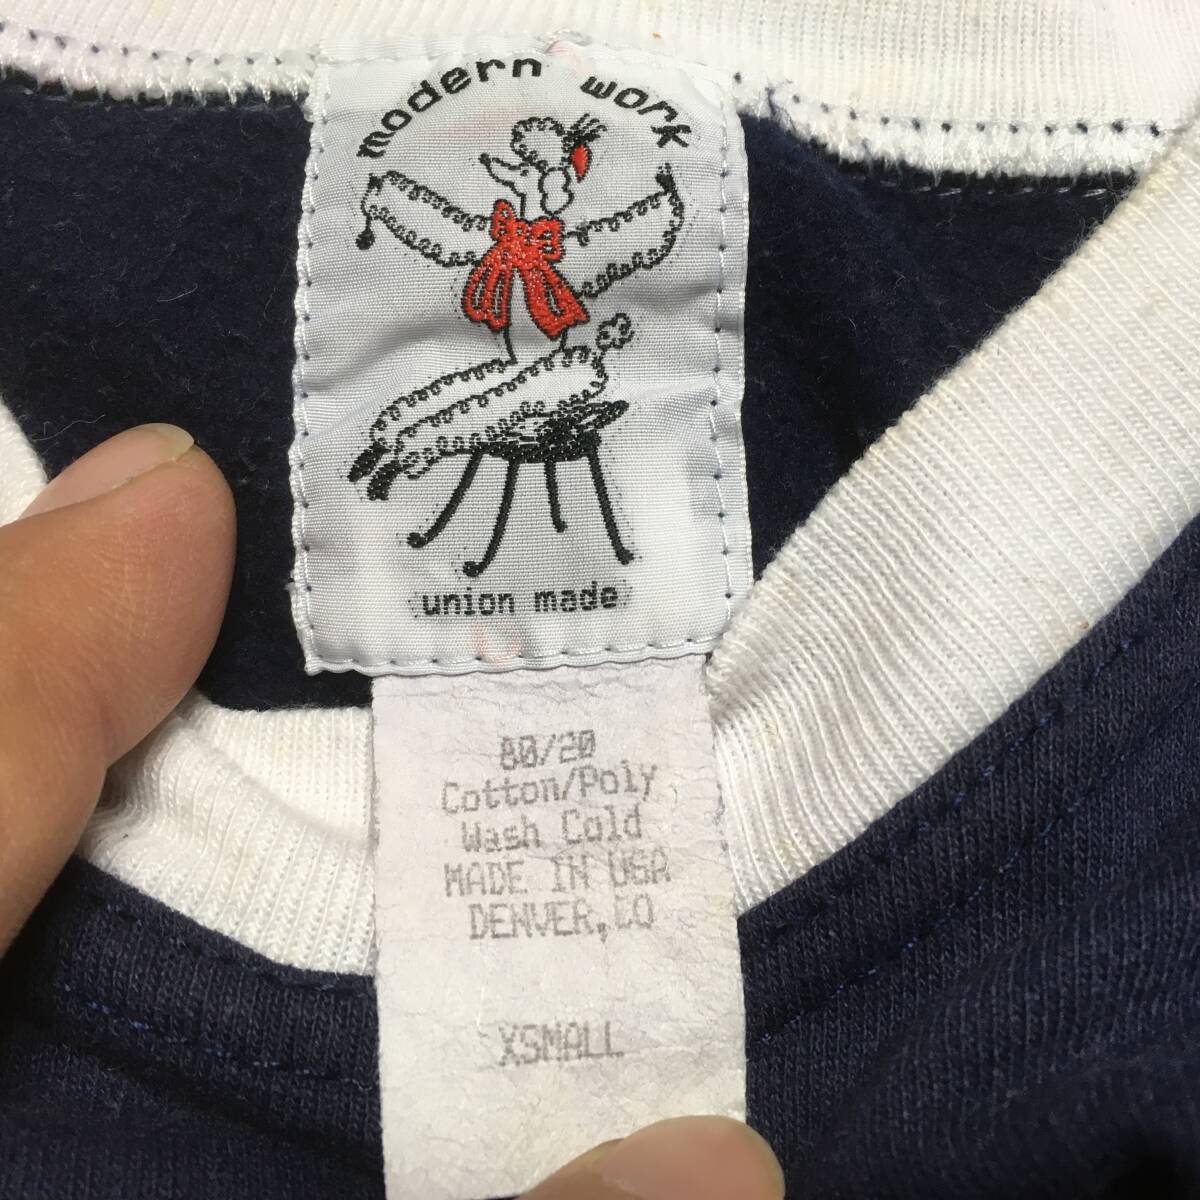 modern work
union made
80/20
Cotton/Poly
Wash Cold
MADE IN USA
DENVER, CO
XSMALL